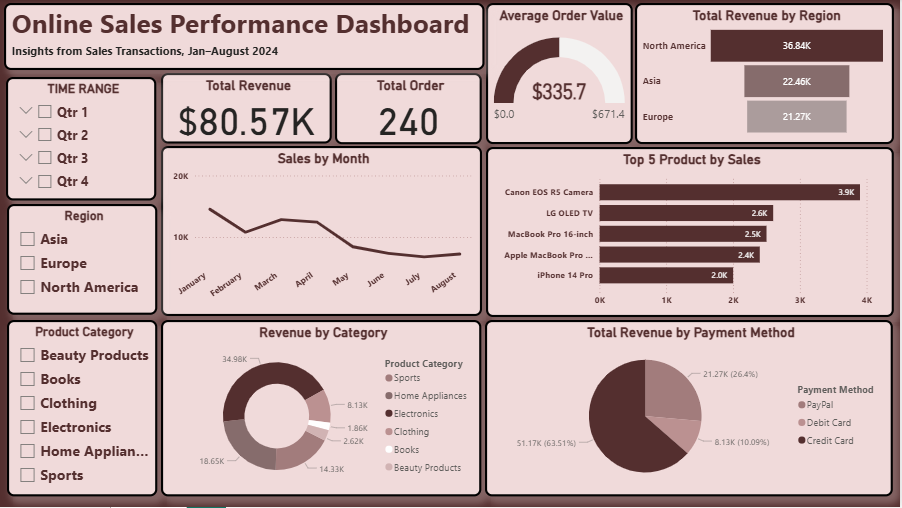 Online Sales Performance Dashboard
Insights from Sales Transactions, Jan–August 2024
Average Order Value
$335.7
$0.0
$671.4
Total Revenue by Region
North America
36.84K
Asia
22.46K
Europe
21.27K
TIME RANGE
Qtr 1
Qtr 2
Qtr 3
Qtr 4
Total Revenue
$80.57K
Total Order
240
Sales by Month
20K
10K
January
February
March
April
May
June
July
August
Top 5 Product by Sales
Canon EOS R5 Camera
3.9K
LG OLED TV
2.6K
MacBook Pro 16-inch
2.5K
Apple MacBook Pro ...
2.4K
iPhone 14 Pro
2.0K
0K
1K
2K
3K
4K
Region
Asia
Europe
North America
Product Category
Beauty Products
Books
Clothing
Electronics
Home Applian...
Sports
Revenue by Category
34.98K
8.13K
1.86K
2.62K
14.33K
18.65K
Product Category
Sports
Home Appliances
Electronics
Clothing
Books
Beauty Products
Total Revenue by Payment Method
21.27K (26.4%)
8.13K (10.09%)
51.17K (63.51%)
Payment Method
PayPal
Debit Card
Credit Card